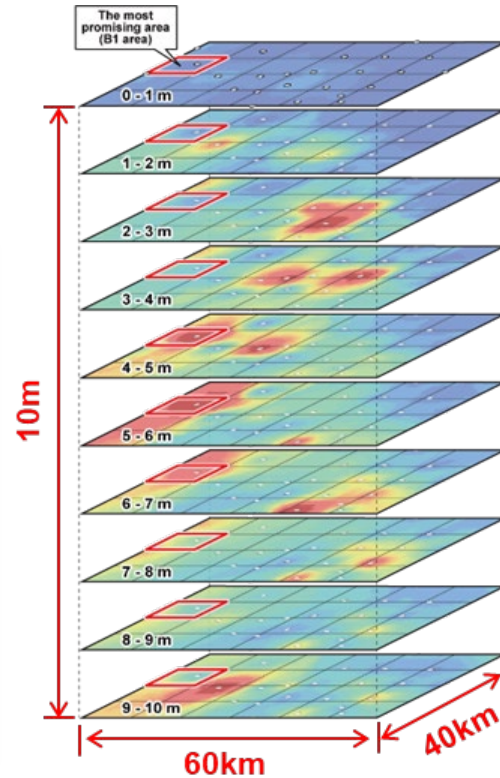 The most
promising area
(B1 area)
0 - 1 m
1 - 2 m
2 - 3 m
3 - 4 m
4 - 5 m
5 - 6 m
6 - 7 m
7 - 8 m
8 - 9 m
9 - 10 m
10m
60km
40km